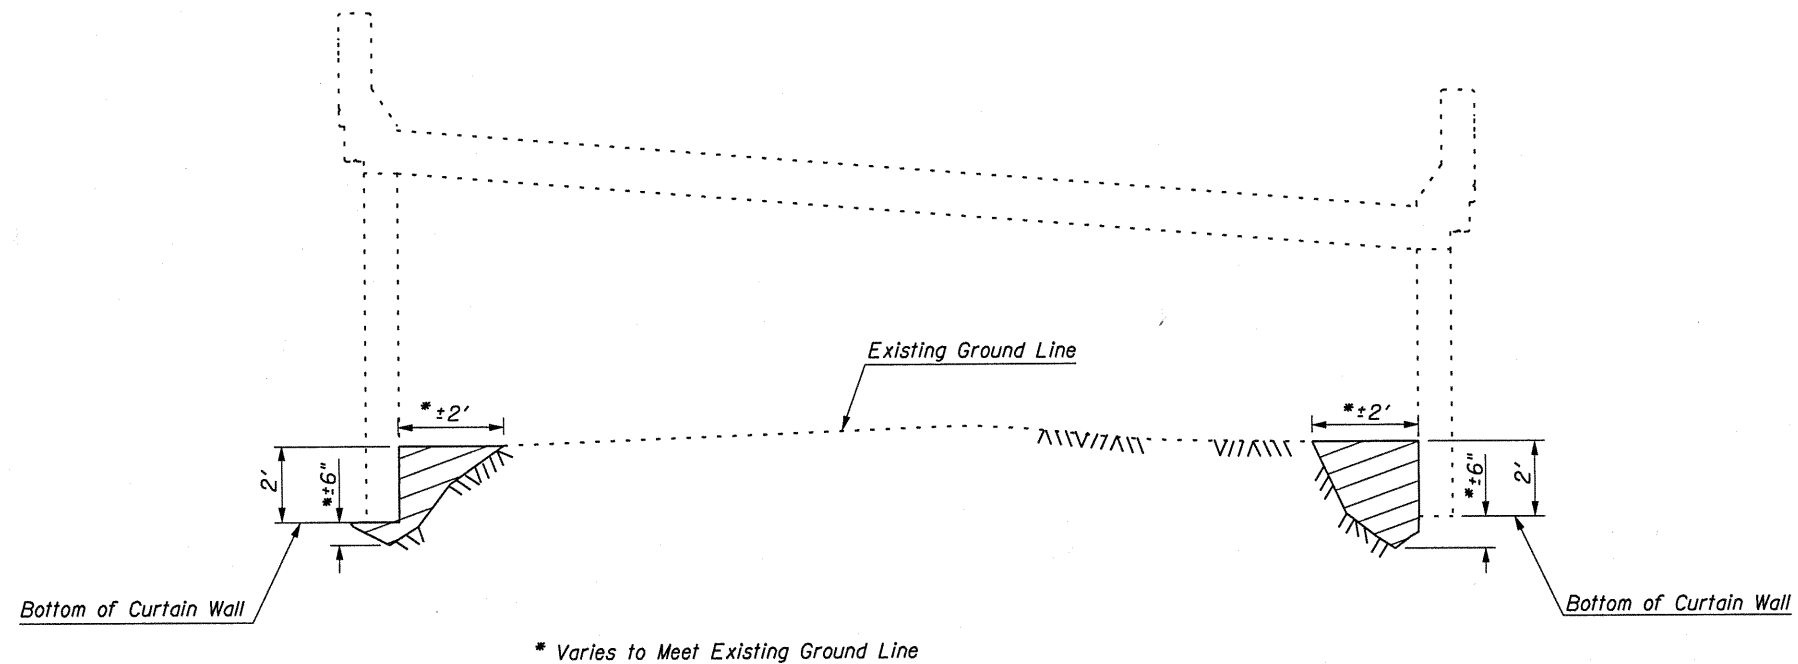 Existing Ground Line
* ±2'
* ±2'
2'
* ±6"
* ±6"
2'
Bottom of Curtain Wall
Bottom of Curtain Wall
* Varies to Meet Existing Ground Line